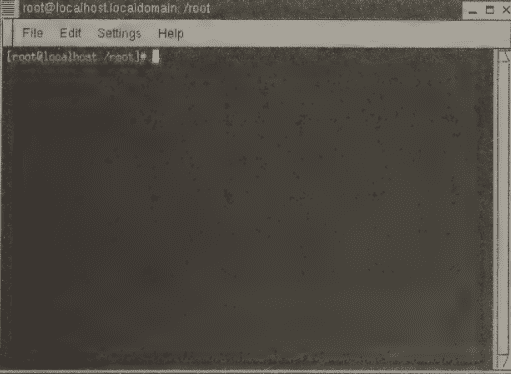 root@localhost.localdomain: /root
File Edit Settings Help
[root@localhost /root]#